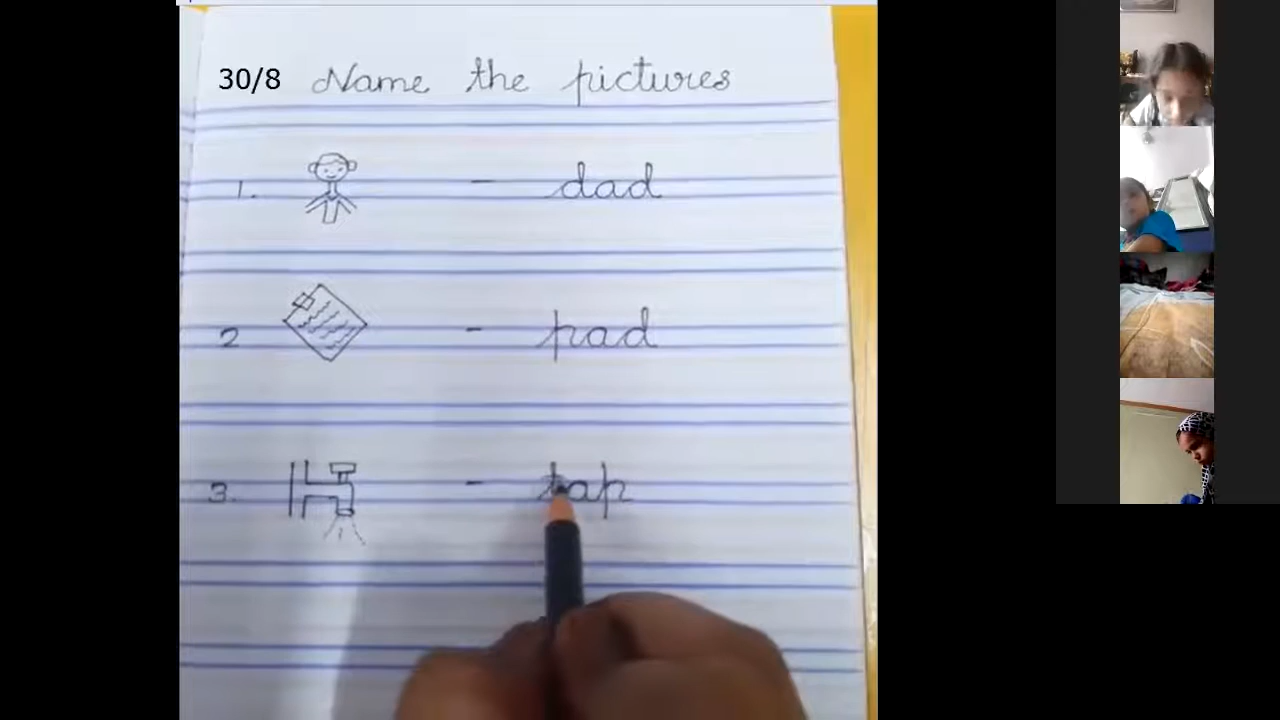 30/8 Name the pictures
1. - dad
2 - pad
3. - tap